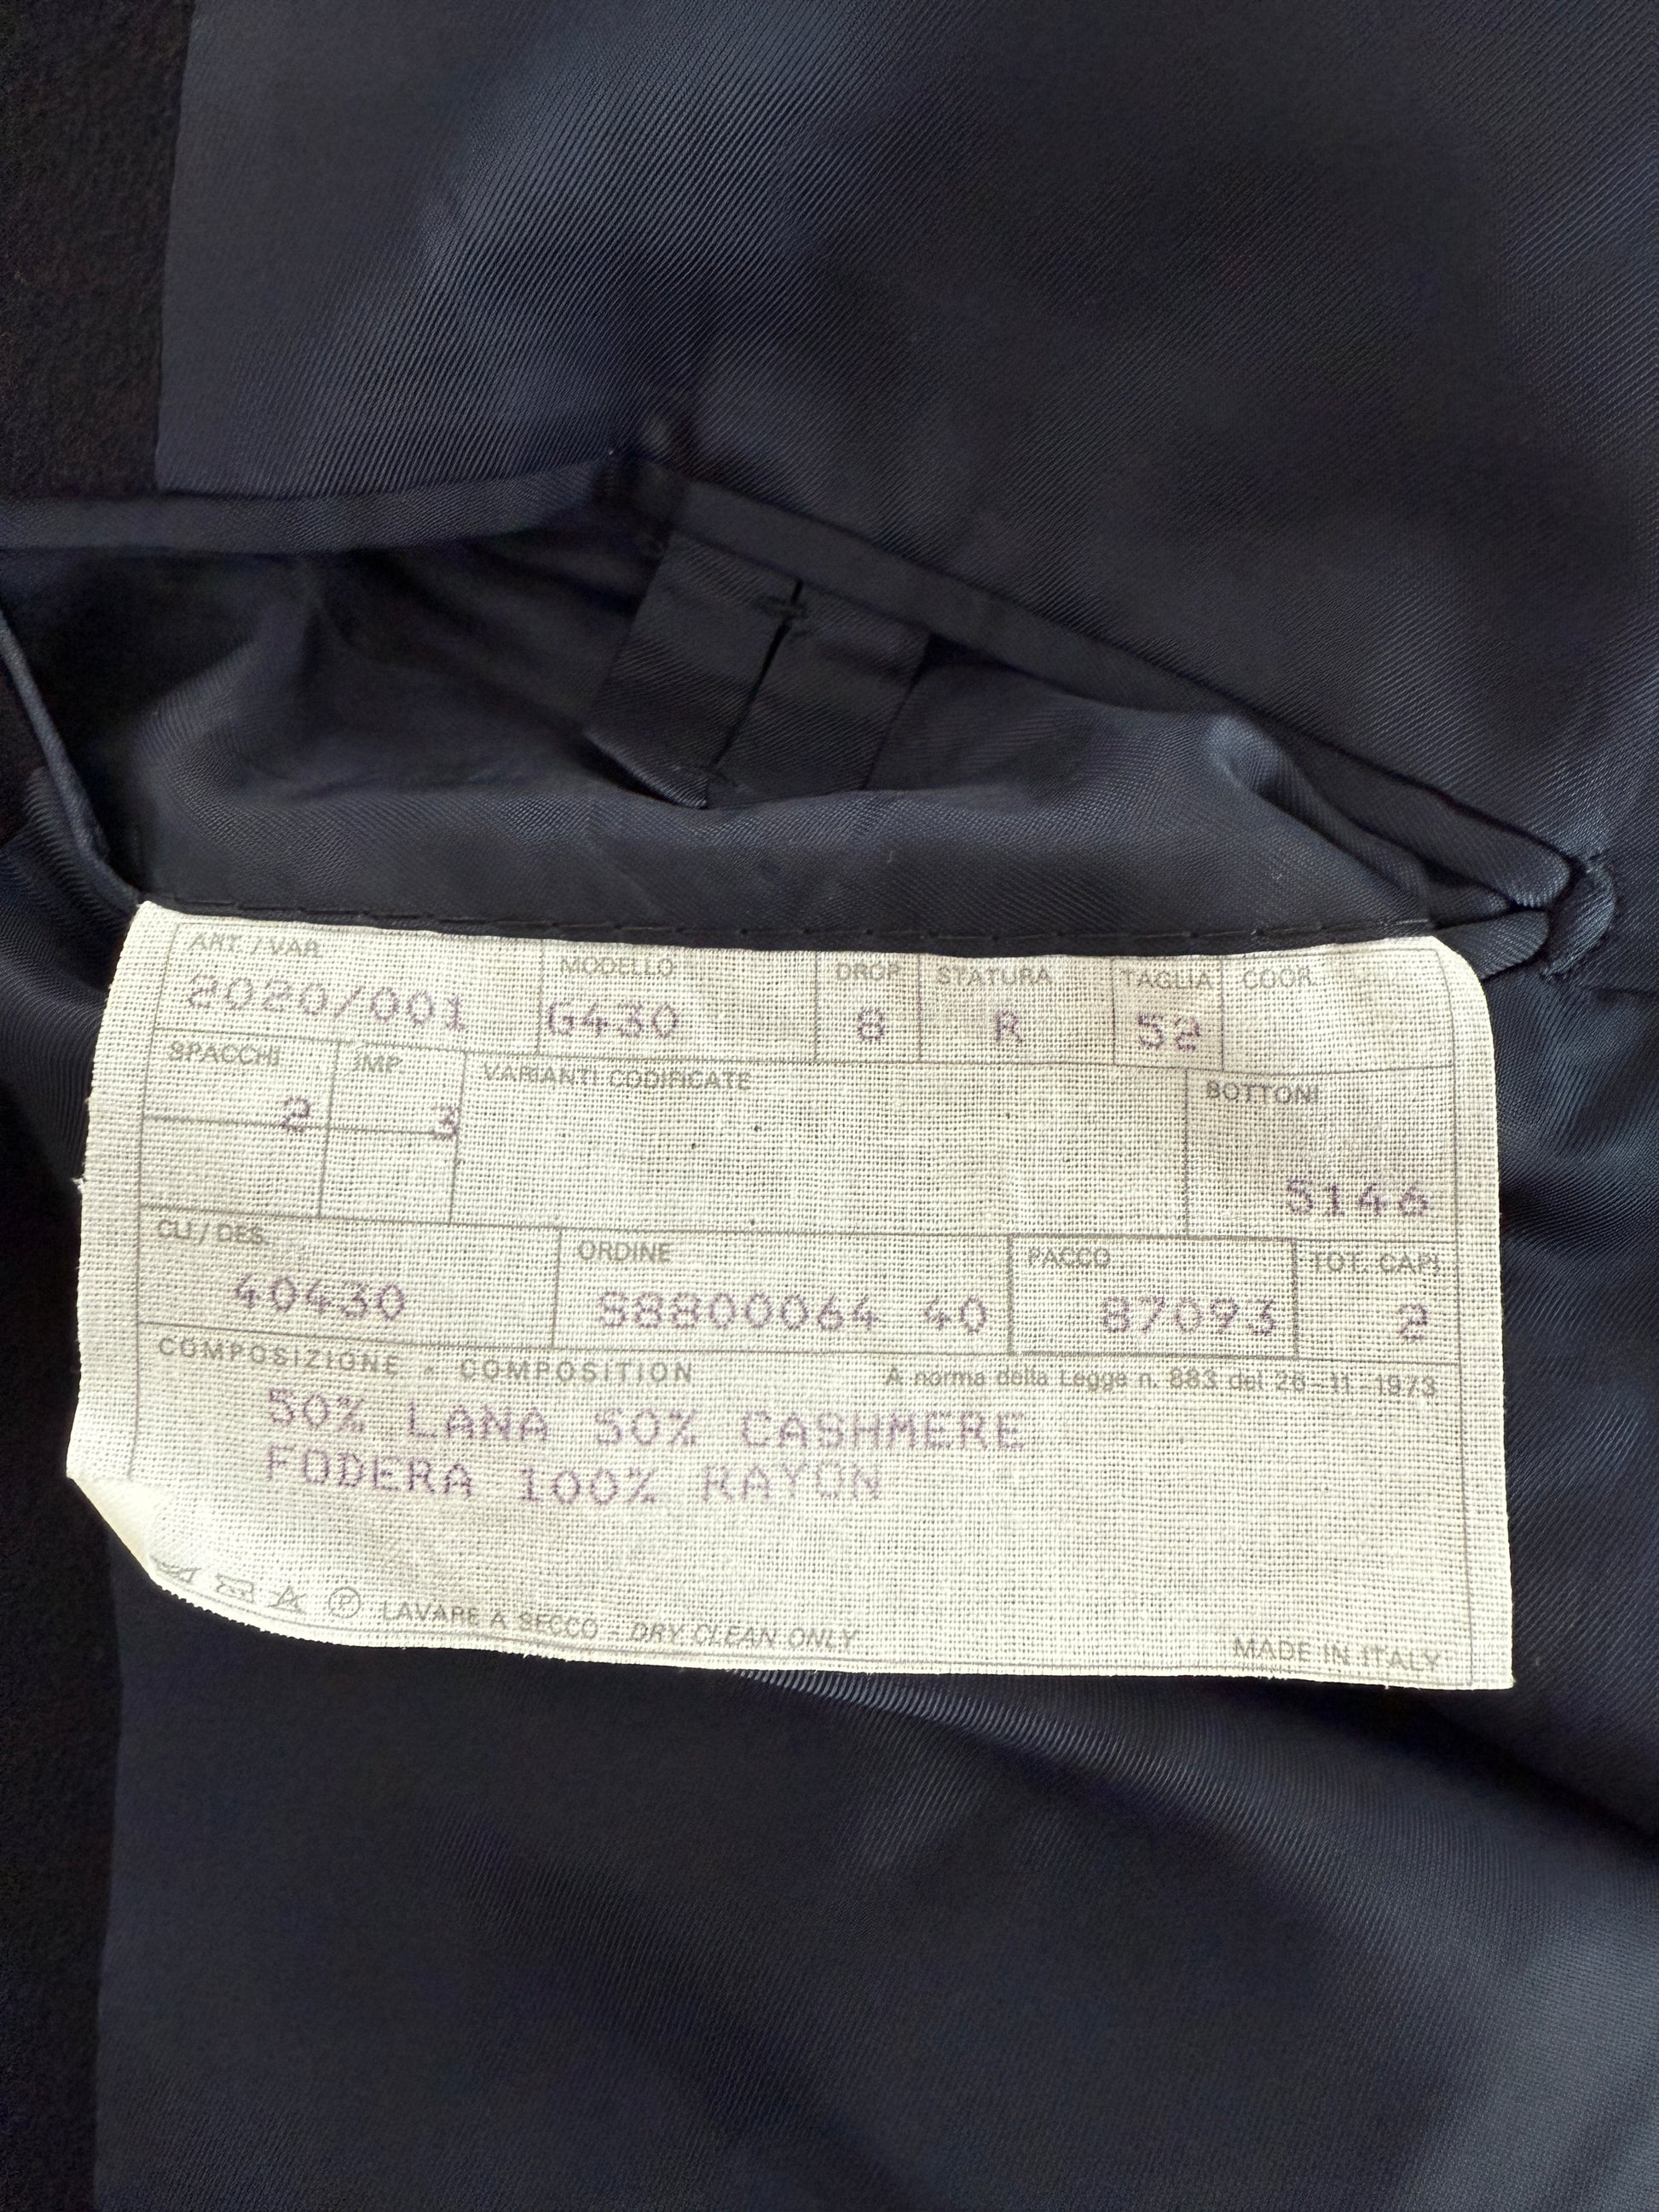 ART./VAR. MODELLO DROP STATURA TAGLIA COOR.
2020/001 G430 8 R 52
SPACCHI IMP VARIANTI CODIFICATE BOTTONI
2 3
5146
CLI/DES. ORDINE PACCO TOT. CAPI
40430 S8800064 40 87093 2
COMPOSIZIONE - COMPOSITION A norma della Legge n. 883 del 26-11-1973
50% LANA 50% CASHMERE
FODERA 100% RAYON
P LAVARE A SECCO - DRY CLEAN ONLY MADE IN ITALY